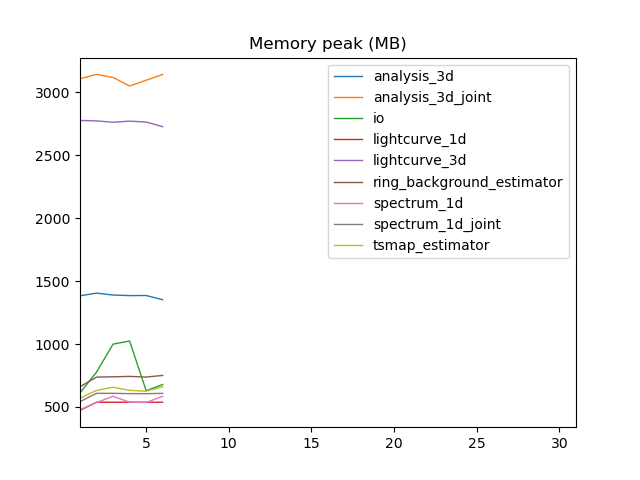 Memory peak (MB)
3000
2500
2000
1500
1000
500
5
10
15
20
25
30
analysis_3d
analysis_3d_joint
io
lightcurve_1d
lightcurve_3d
ring_background_estimator
spectrum_1d
spectrum_1d_joint
tsmap_estimator